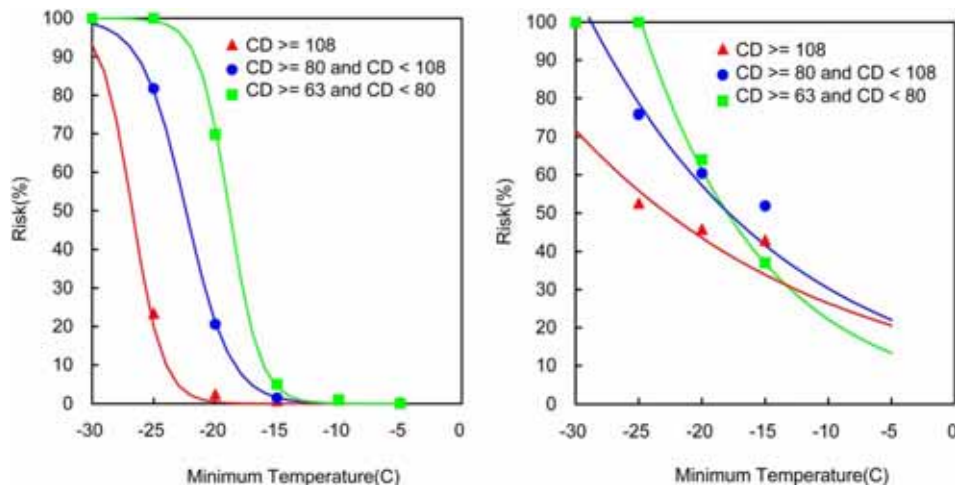 100
90
80
70
60
50
40
30
20
10
0
Risk(%)
CD >= 108
CD >= 80 and CD < 108
CD >= 63 and CD < 80
-30 -25 -20 -15 -10 -5 0
Minimum Temperature(C)
100
90
80
70
60
50
40
30
20
10
0
Risk(%)
CD >= 108
CD >= 80 and CD < 108
CD >= 63 and CD < 80
-30 -25 -20 -15 -10 -5 0
Minimum Temperature(C)